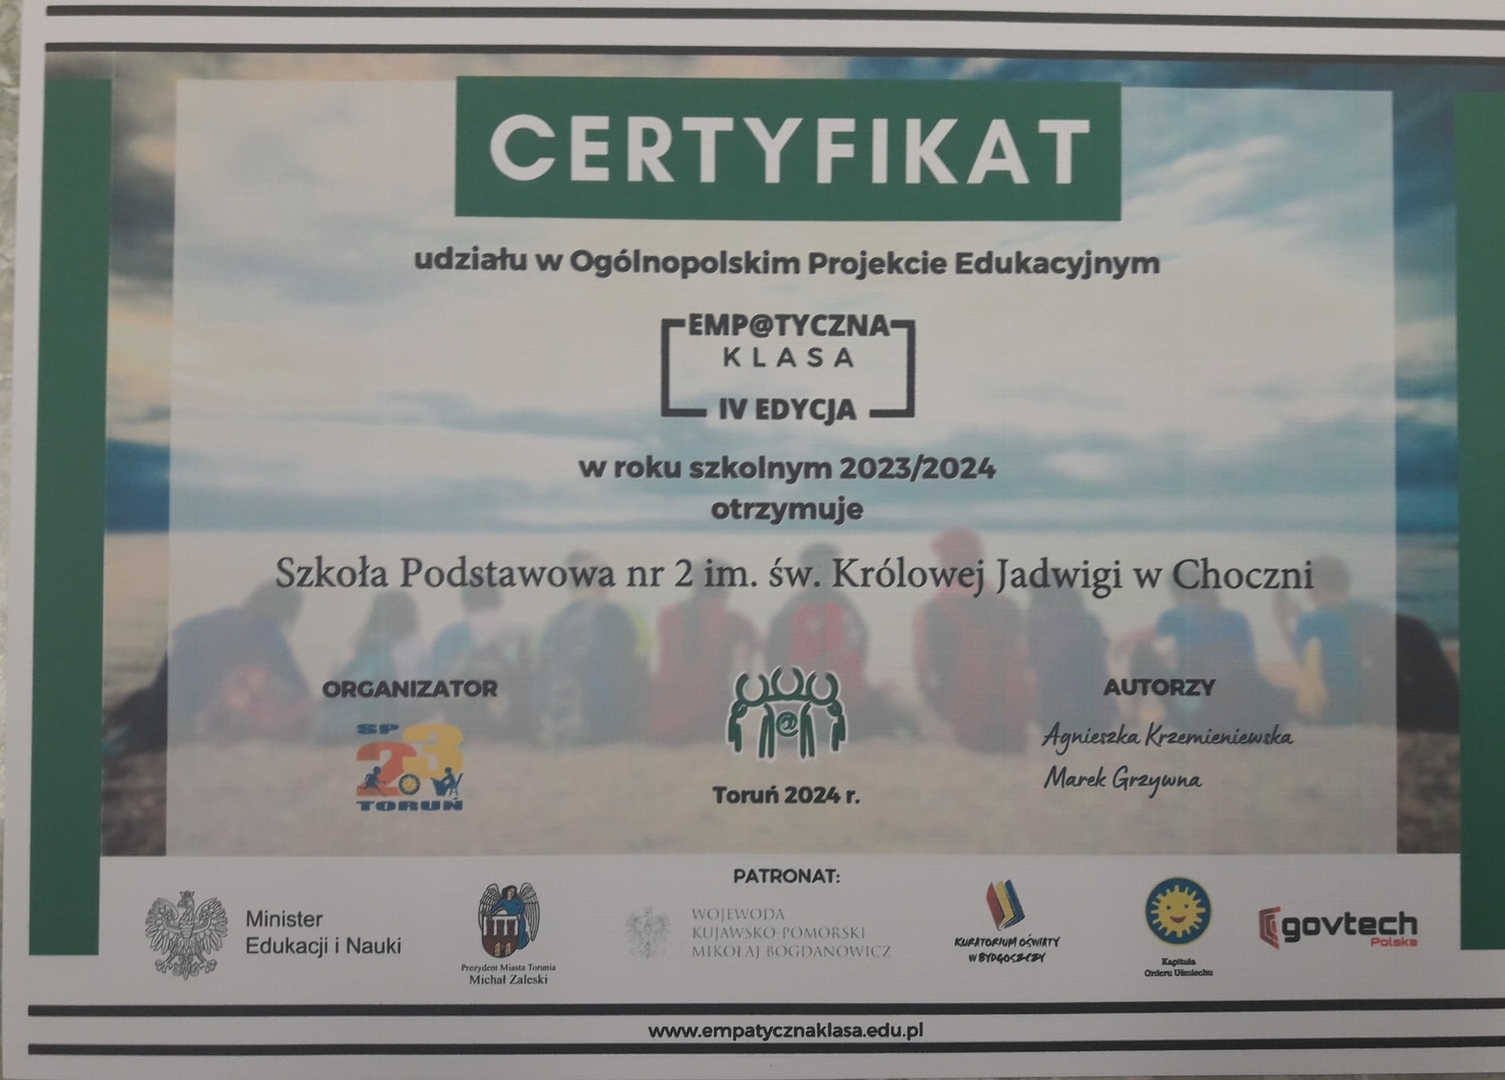 CERTYFIKAT
udziału w Ogólnopolskim Projekcie Edukacyjnym
EMP@TYCZNA
KLASA
IV EDYCJA
w roku szkolnym 2023/2024
otrzymuje
Szkoła Podstawowa nr 2 im. św. Królowej Jadwigi w Choczni
ORGANIZATOR
SP
23
TORUŃ
@
Toruń 2024 r.
AUTORZY
Agnieszka Krzemieniewska
Marek Grzywna
PATRONAT:
Minister
Edukacji i Nauki
Prezydent Miasta Torunia
Michał Zaleski
WOJEWODA
KUJAWSKO-POMORSKI
MIKOŁAJ BOGDANOWICZ
KURATORIUM OŚWIATY
W BYDGOSZCZY
Kapituła
Orderu Uśmiechu
govtech
Polska
www.empatycznaklasa.edu.pl